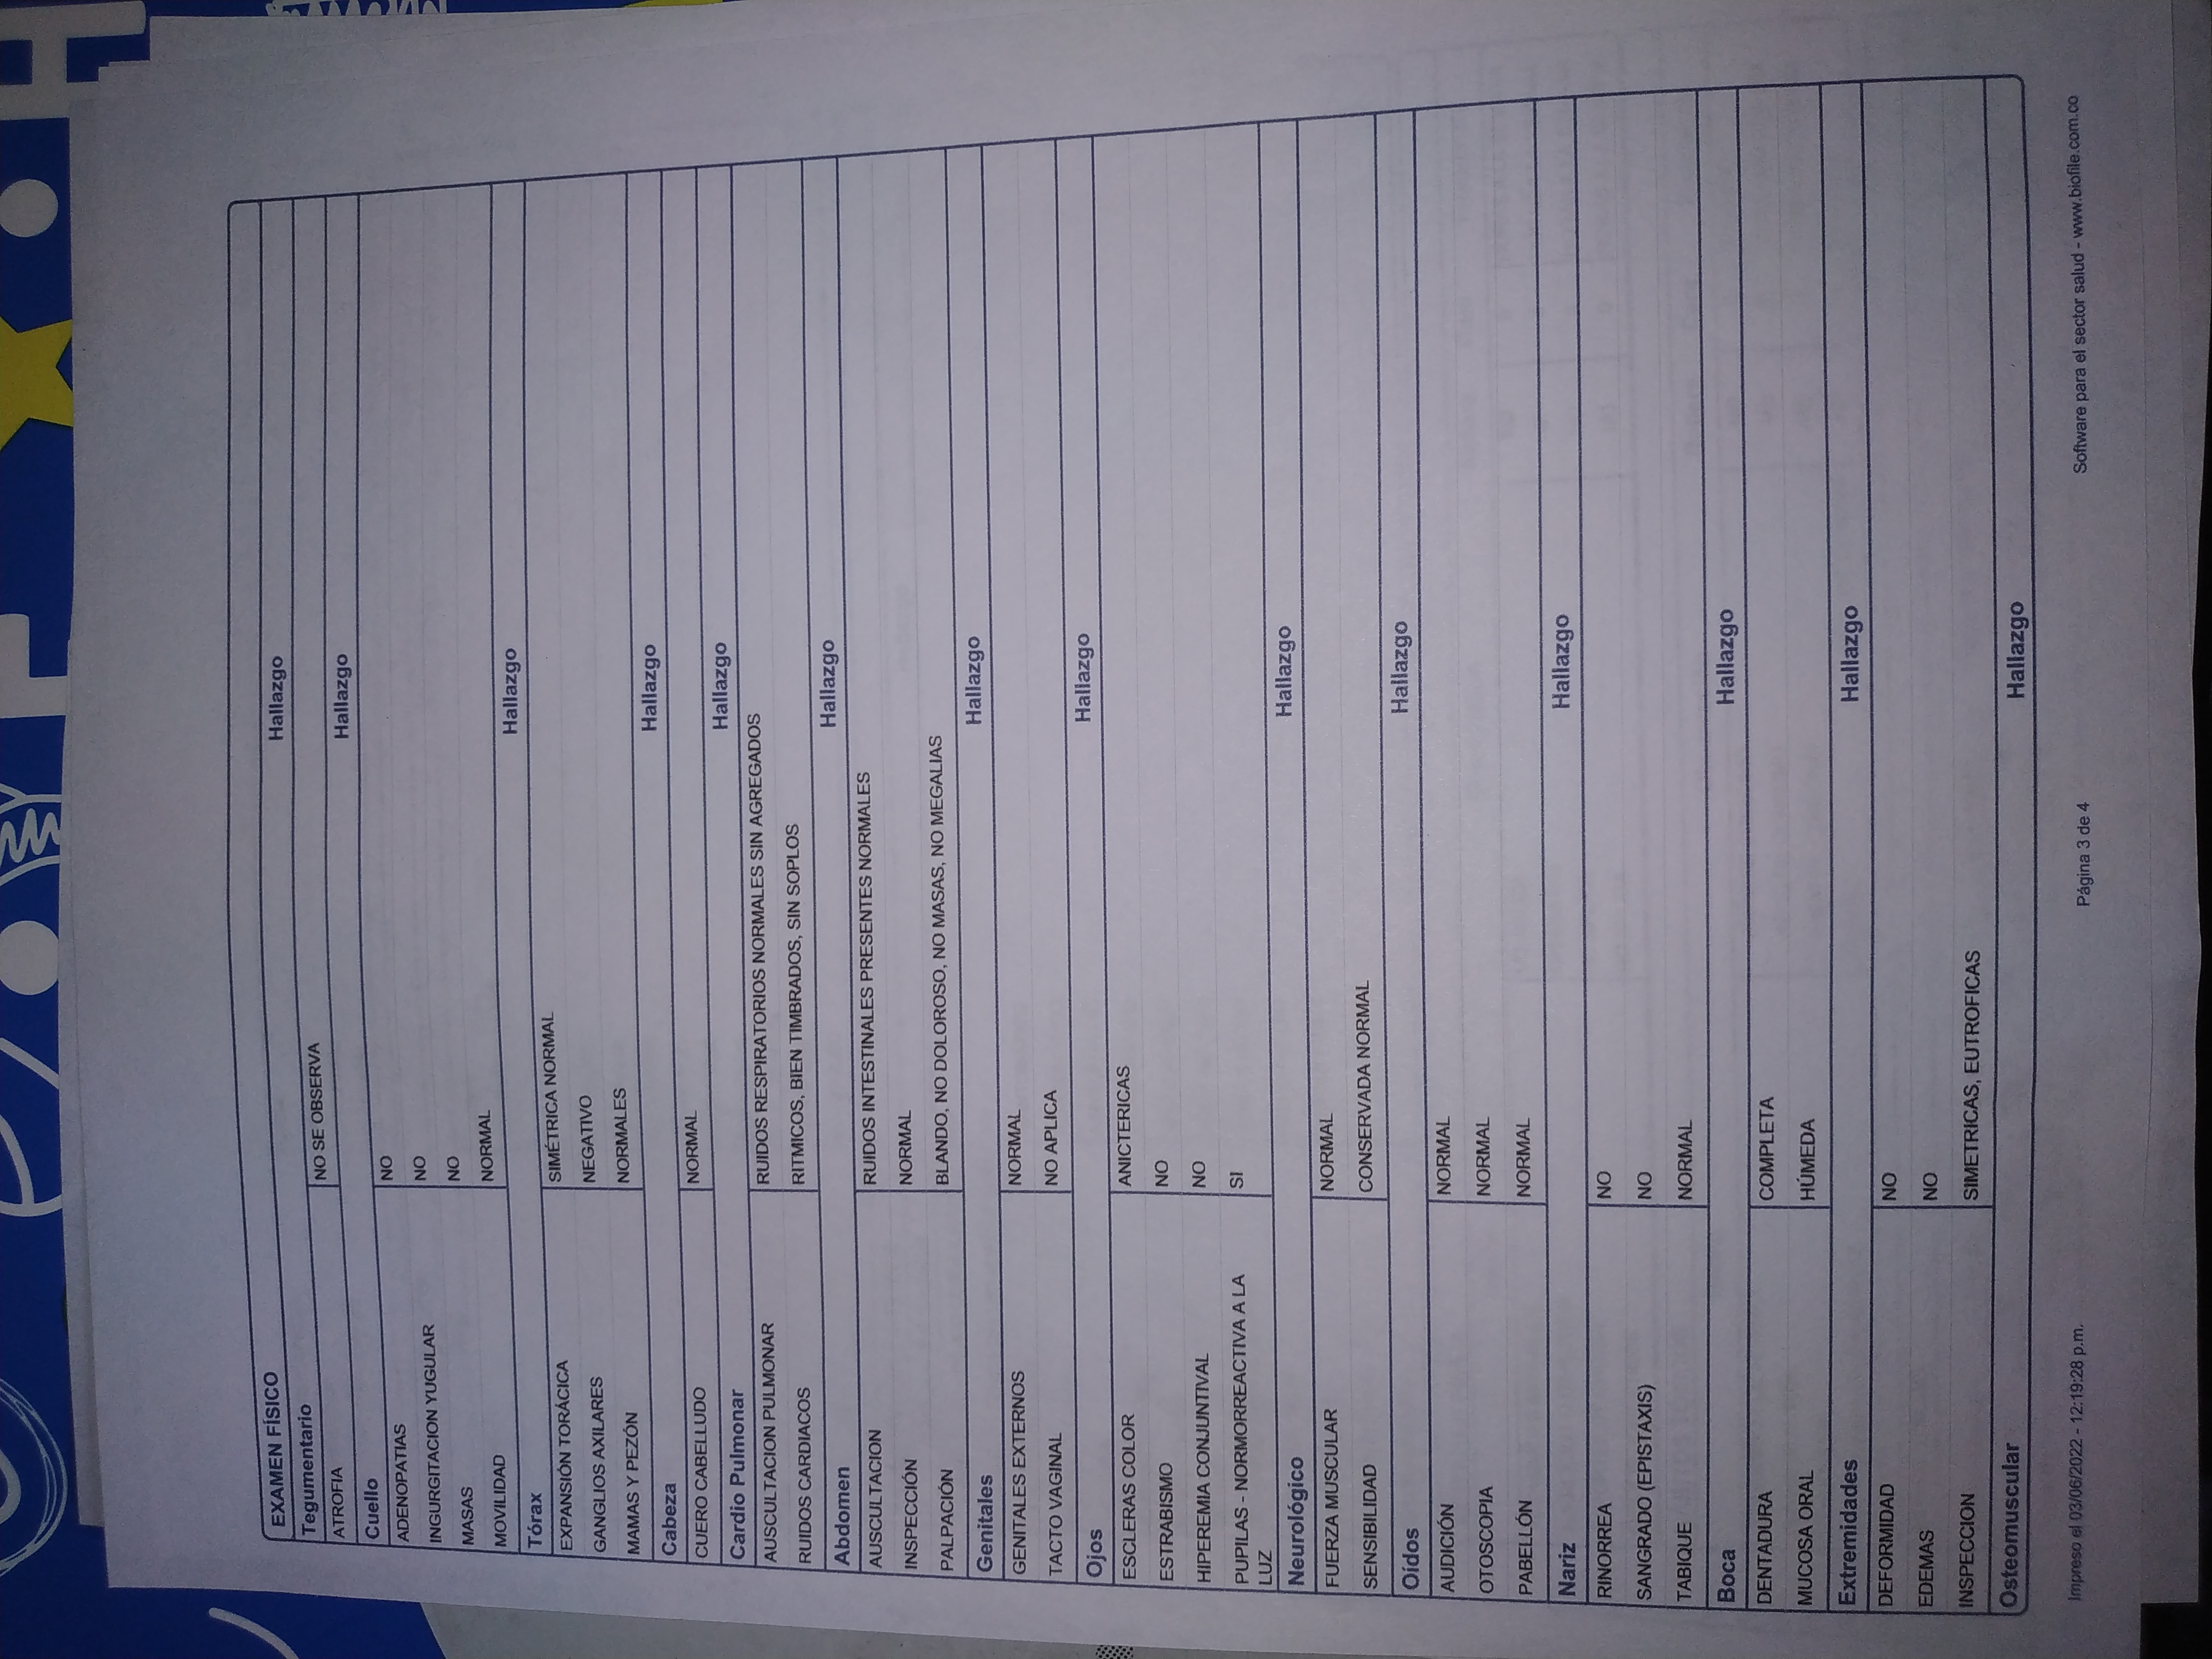 EXAMEN FÍSICO
Tegumentario Hallazgo
ATROFIA NO SE OBSERVA
Cuello Hallazgo
ADENOPATIAS NO
INGURGITACION YUGULAR NO
MASAS NO
MOVILIDAD NORMAL
Tórax Hallazgo
EXPANSIÓN TORÁCICA SIMÉTRICA NORMAL
GANGLIOS AXILARES NEGATIVO
MAMAS Y PEZÓN NORMALES
Cabeza Hallazgo
CUERO CABELLUDO NORMAL
Cardio Pulmonar Hallazgo
AUSCULTACION PULMONAR RUIDOS RESPIRATORIOS NORMALES SIN AGREGADOS
RUIDOS CARDIACOS RITMICOS, BIEN TIMBRADOS, SIN SOPLOS
Abdomen Hallazgo
AUSCULTACION RUIDOS INTESTINALES PRESENTES NORMALES
INSPECCIÓN NORMAL
PALPACIÓN BLANDO, NO DOLOROSO, NO MASAS, NO MEGALIAS
Genitales Hallazgo
GENITALES EXTERNOS NORMAL
TACTO VAGINAL NO APLICA
Ojos Hallazgo
ESCLERAS COLOR ANICTERICAS
ESTRABISMO NO
HIPEREMIA CONJUNTIVAL NO
PUPILAS - NORMORREACTIVA A LA SI
LUZ
Neurológico Hallazgo
FUERZA MUSCULAR NORMAL
SENSIBILIDAD CONSERVADA NORMAL
Oídos Hallazgo
AUDICIÓN NORMAL
OTOSCOPIA NORMAL
PABELLÓN NORMAL
Nariz Hallazgo
RINORREA NO
SANGRADO (EPISTAXIS) NO
TABIQUE NORMAL
Boca Hallazgo
DENTADURA COMPLETA
MUCOSA ORAL HÚMEDA
Extremidades Hallazgo
DEFORMIDAD NO
EDEMAS NO
INSPECCION SIMETRICAS, EUTROFICAS
Osteomuscular Hallazgo
Impreso el 03/06/2022 - 12:19:28 p.m. Página 3 de 4 Software para el sector salud - www.biofile.com.co